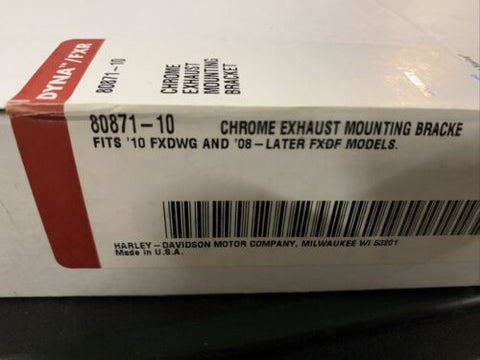 DYNA™/FXR
80871-10
CHROME
EXHAUST
MOUNTING
BRACKET
80871-10 CHROME EXHAUST MOUNTING BRACKE
FITS '10 FXDWG AND '08-LATER FXDF MODELS.
HARLEY-DAVIDSON MOTOR COMPANY, MILWAUKEE WI 53201
Made in U.S.A.